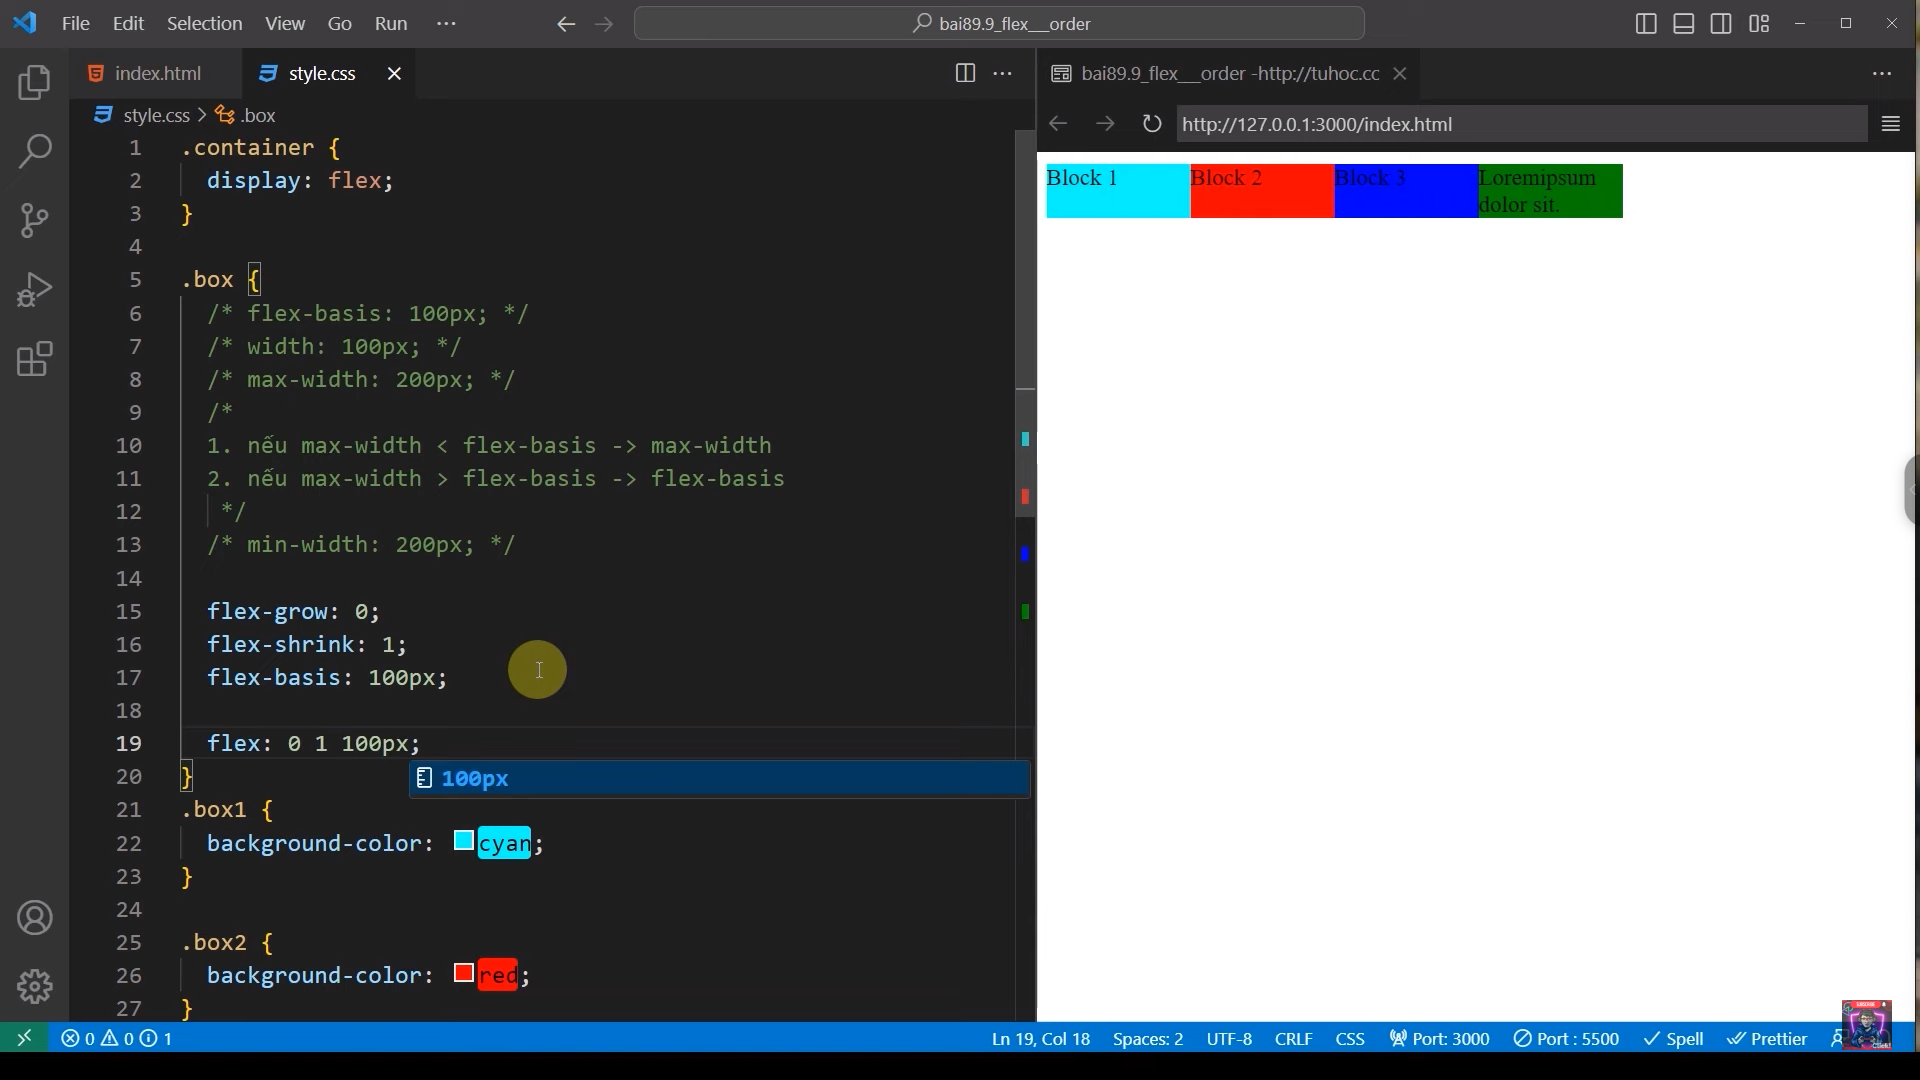 File Edit Selection View Go Run ···
bai89.9_flex__order
index.html
style.css
bai89.9_flex__order -http://tuhoc.cc
style.css > .box
http://127.0.0.1:3000/index.html
1 .container {
2 display: flex;
3 }
4
5 .box {
6 /* flex-basis: 100px; */
7 /* width: 100px; */
8 /* max-width: 200px; */
9 /*
10 1. nếu max-width < flex-basis -> max-width
11 2. nếu max-width > flex-basis -> flex-basis
12 */
13 /* min-width: 200px; */
14
15 flex-grow: 0;
16 flex-shrink: 1;
17 flex-basis: 100px;
18
19 flex: 0 1 100px;
20 }
100px
21 .box1 {
22 background-color: cyan;
23 }
24
25 .box2 {
26 background-color: red;
27 }
Block 1
Block 2
Block 3
Loremipsum
dolor sit.
0 0 1
Ln 19, Col 18 Spaces: 2 UTF-8 CRLF CSS Port: 3000 Port : 5500 Spell Prettier